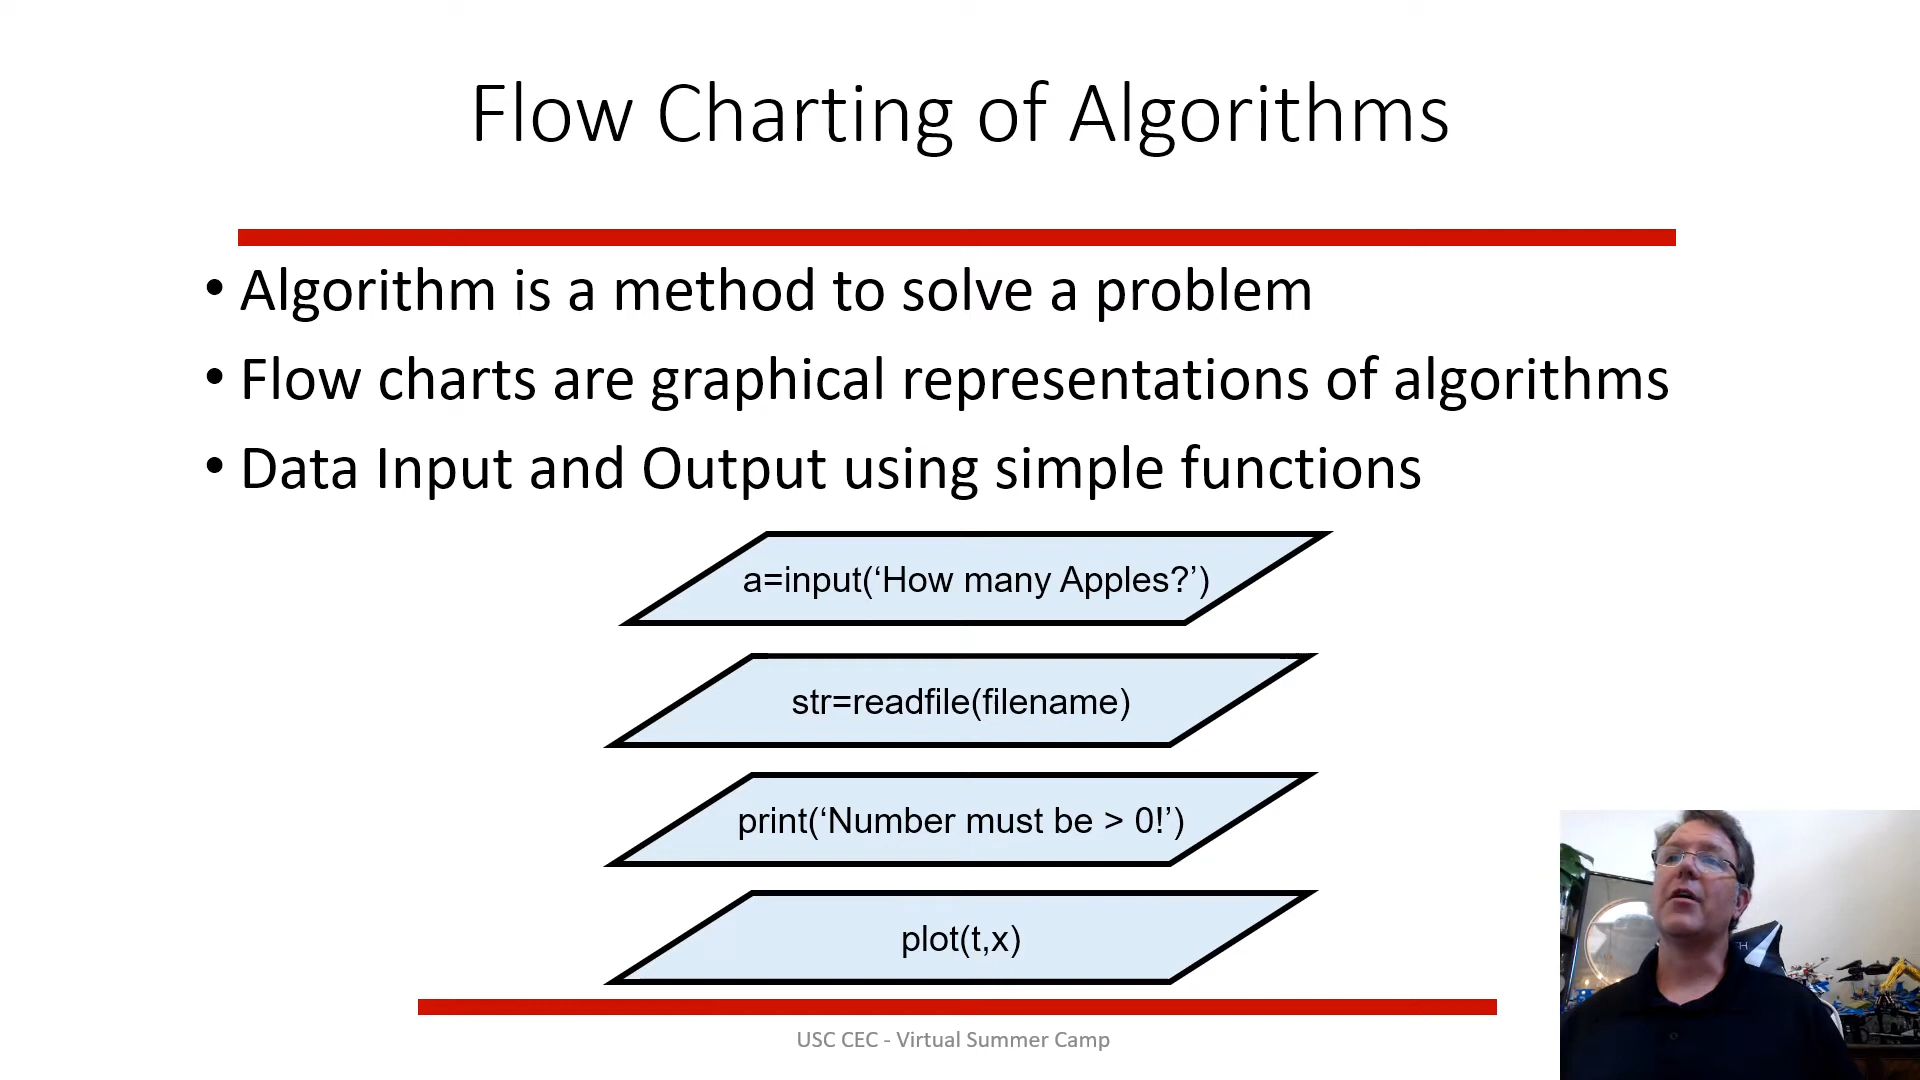 Flow Charting of Algorithms
• Algorithm is a method to solve a problem
• Flow charts are graphical representations of algorithms
• Data Input and Output using simple functions
a=input(‘How many Apples?’)
str=readfile(filename)
print(‘Number must be > 0!’)
plot(t,x)
USC CEC - Virtual Summer Camp